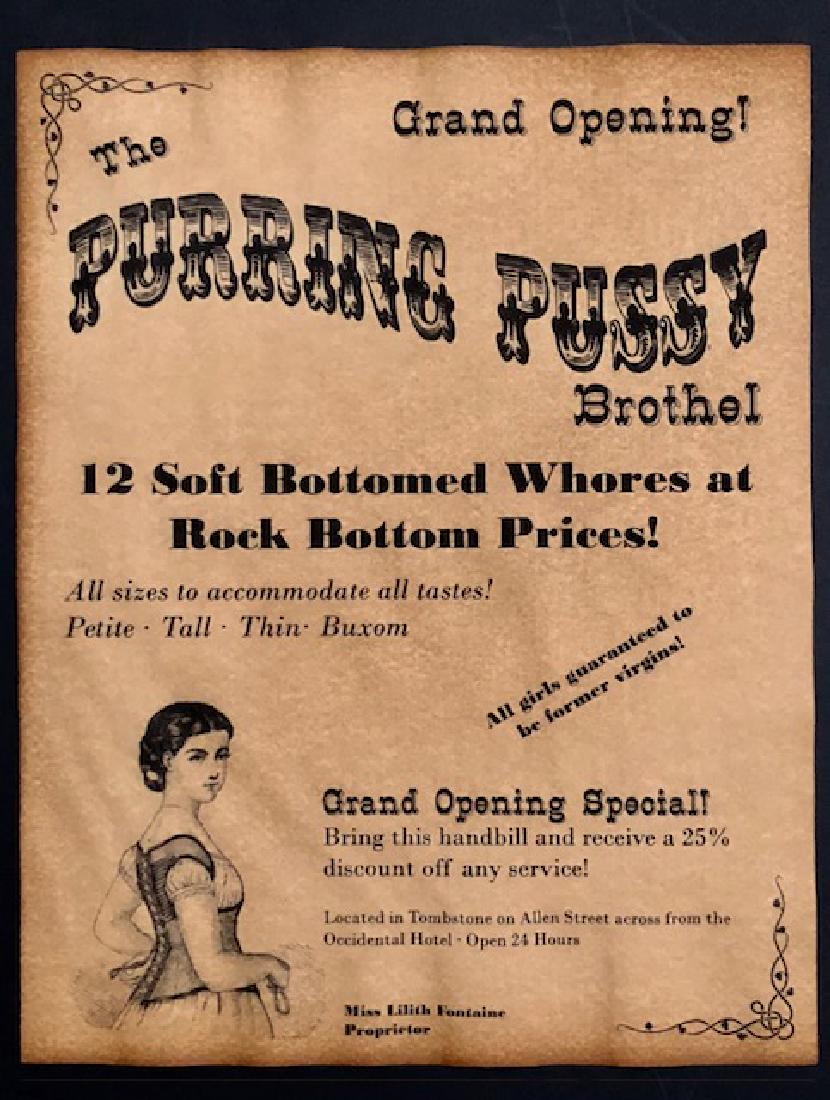 Grand Opening!
The
PURRING PUSSY
Brothel
12 Soft Bottomed Whores at
Rock Bottom Prices!
All sizes to accommodate all tastes!
Petite · Tall · Thin· Buxom
All girls guaranteed to
be former virgins!
Grand Opening Special!
Bring this handbill and receive a 25%
discount off any service!
Located in Tombstone on Allen Street across from the
Occidental Hotel · Open 24 Hours
Miss Lilith Fontaine
Proprietor